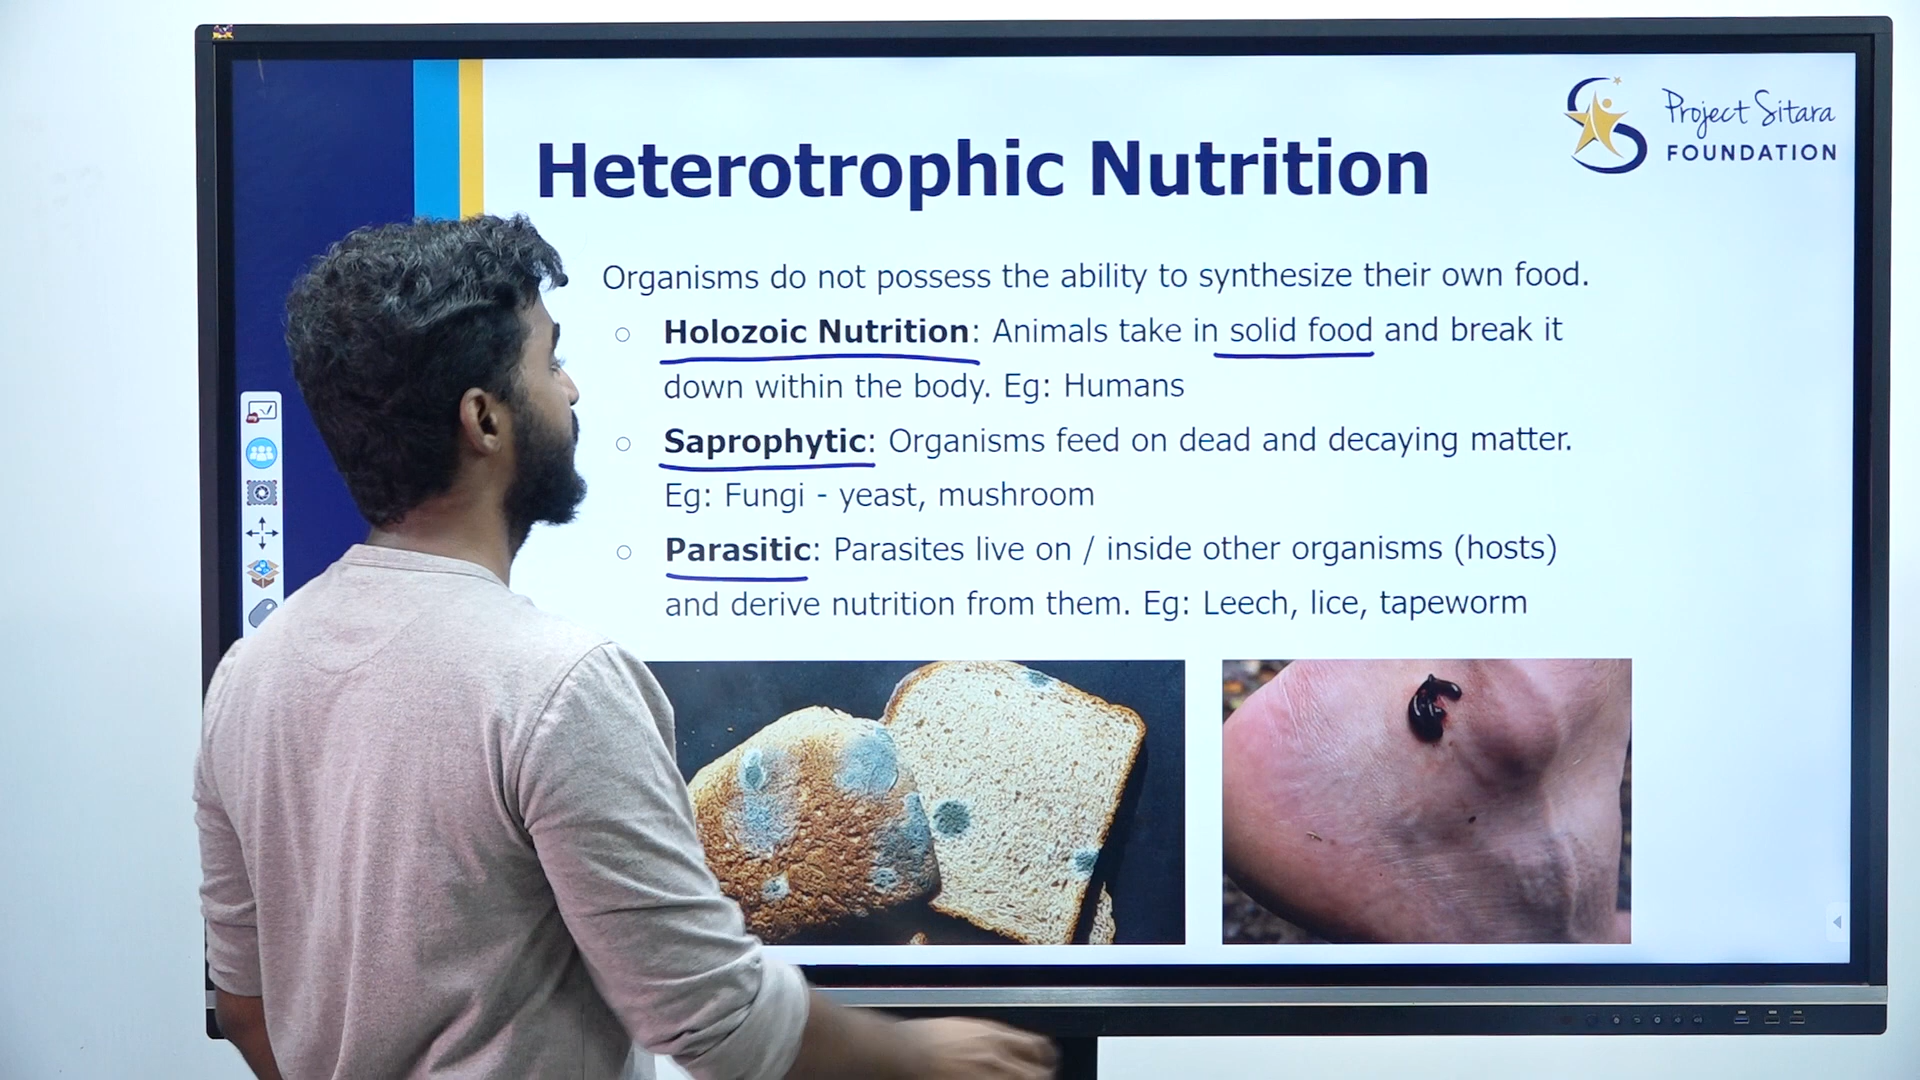 Project Sitara
FOUNDATION
Heterotrophic Nutrition
Organisms do not possess the ability to synthesize their own food.
○ Holozoic Nutrition: Animals take in solid food and break it
down within the body. Eg: Humans
○ Saprophytic: Organisms feed on dead and decaying matter.
Eg: Fungi - yeast, mushroom
○ Parasitic: Parasites live on / inside other organisms (hosts)
and derive nutrition from them. Eg: Leech, lice, tapeworm